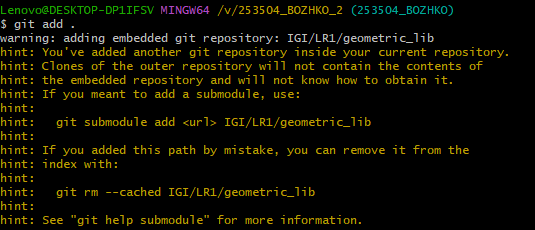 Lenovo@DESKTOP-DP1IFSV MINGW64 /v/253504_BOZHKO_2 (253504_BOZHKO)
$ git add .
warning: adding embedded git repository: IGI/LR1/geometric_lib
hint: You've added another git repository inside your current repository.
hint: Clones of the outer repository will not contain the contents of
hint: the embedded repository and will not know how to obtain it.
hint: If you meant to add a submodule, use:
hint:
hint:   git submodule add <url> IGI/LR1/geometric_lib
hint:
hint: If you added this path by mistake, you can remove it from the
hint: index with:
hint:
hint:   git rm --cached IGI/LR1/geometric_lib
hint:
hint: See "git help submodule" for more information.